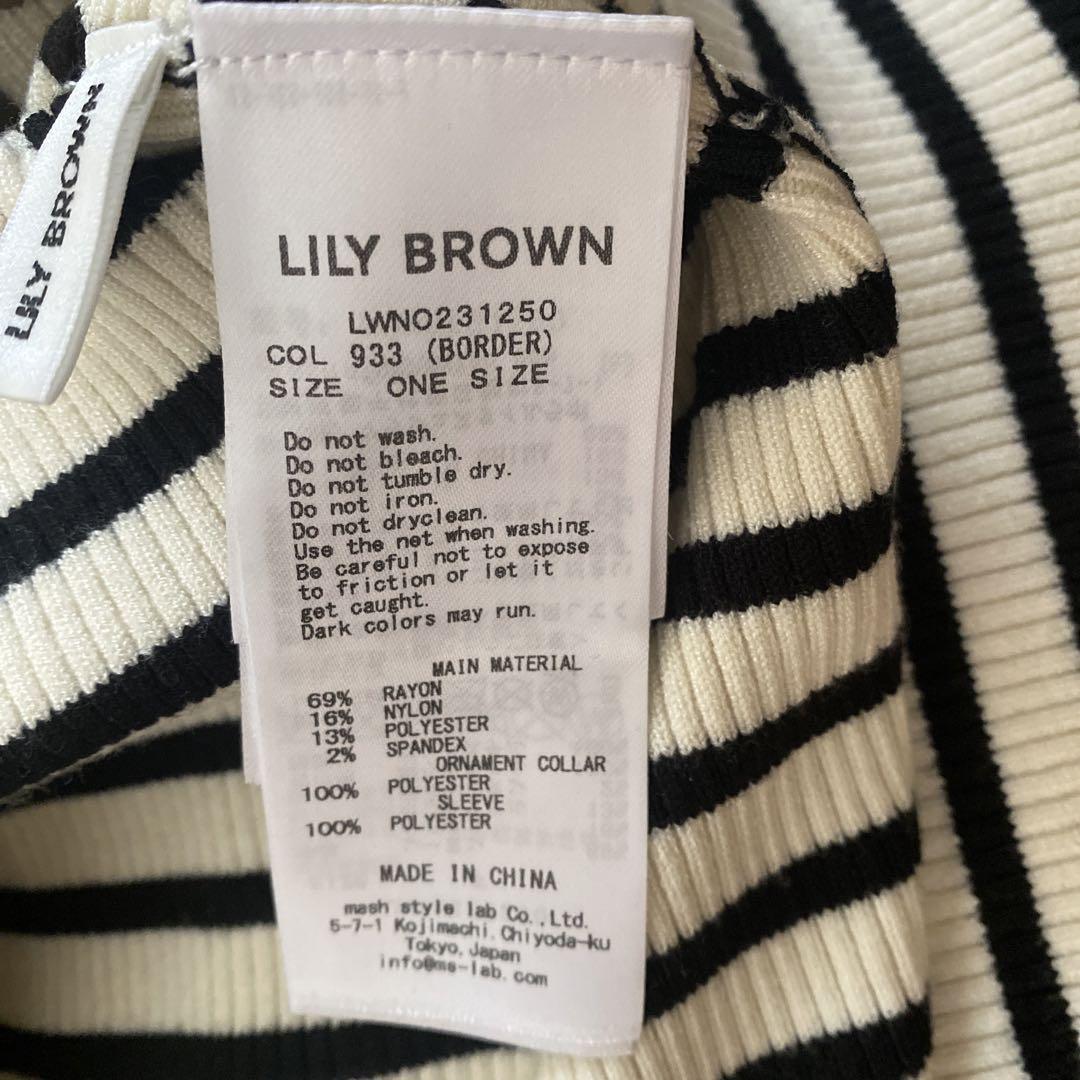 LILY BROWN
LILY BROWN
LWNO231250
COL 933 (BORDER)
SIZE ONE SIZE
Do not wash.
Do not bleach.
Do not tumble dry.
Do not iron.
Do not dryclean.
Use the net when washing.
Be careful not to expose
to friction or let it
get caught.
Dark colors may run.
MAIN MATERIAL
69% RAYON
16% NYLON
13% POLYESTER
2% SPANDEX
ORNAMENT COLLAR
100% POLYESTER
SLEEVE
100% POLYESTER
MADE IN CHINA
mash style lab Co.,Ltd.
5-7-1 Kojimachi,Chiyoda-ku
Tokyo,Japan
info@ms-lab.com